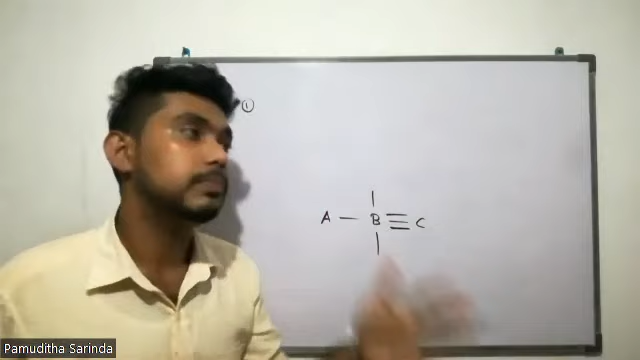 ①
A — B ≡ C
Pamuditha Sarinda